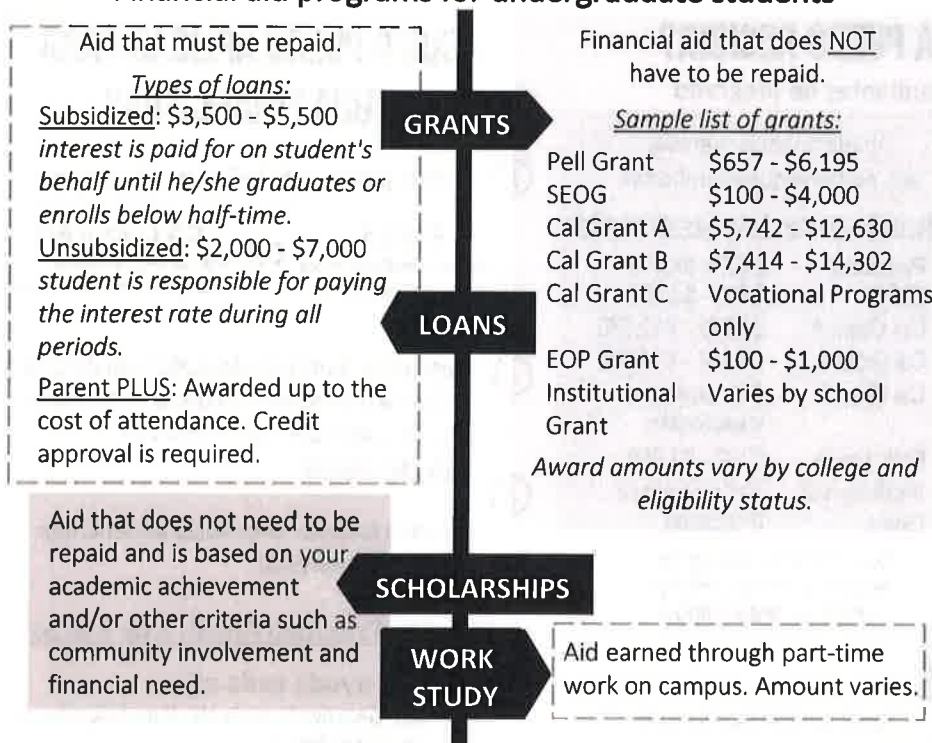 Financial aid programs for undergraduate students
Aid that must be repaid.
Types of loans:
Subsidized: $3,500 - $5,500
interest is paid for on student's
behalf until he/she graduates or
enrolls below half-time.
Unsubsidized: $2,000 - $7,000
student is responsible for paying
the interest rate during all
periods.
Parent PLUS: Awarded up to the
cost of attendance. Credit
approval is required.
GRANTS
Financial aid that does NOT
have to be repaid.
Sample list of grants:
Pell Grant $657 - $6,195
SEOG $100 - $4,000
Cal Grant A $5,742 - $12,630
Cal Grant B $7,414 - $14,302
Cal Grant C Vocational Programs
only
EOP Grant $100 - $1,000
Institutional Varies by school
Grant
Award amounts vary by college and
eligibility status.
LOANS
Aid that does not need to be
repaid and is based on your
academic achievement
and/or other criteria such as
community involvement and
financial need.
SCHOLARSHIPS
WORK
STUDY
Aid earned through part-time
work on campus. Amount varies.